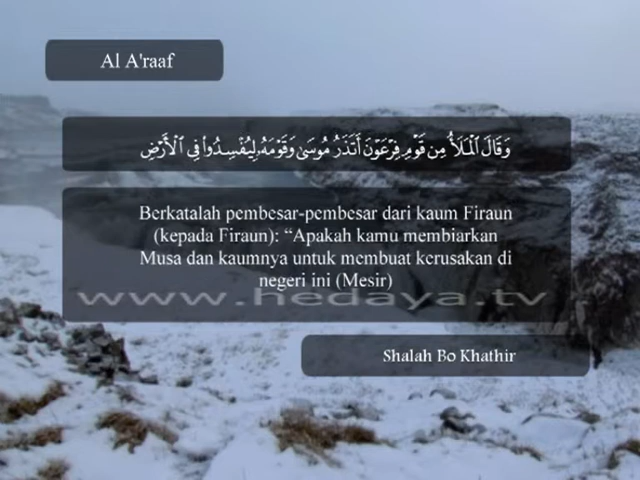 Al A'raaf
وَقَالَ ٱلْمَلَأُ مِن قَوْمِ فِرْعَوْنَ أَتَذَرُ مُوسَىٰ وَقَوْمَهُۥ لِيُفْسِدُوا۟ فِى ٱلْأَرْضِ
Berkatalah pembesar-pembesar dari kaum Firaun
(kepada Firaun): “Apakah kamu membiarkan
Musa dan kaumnya untuk membuat kerusakan di
negeri ini (Mesir)
www.hedaya.tv
Shalah Bo Khathir